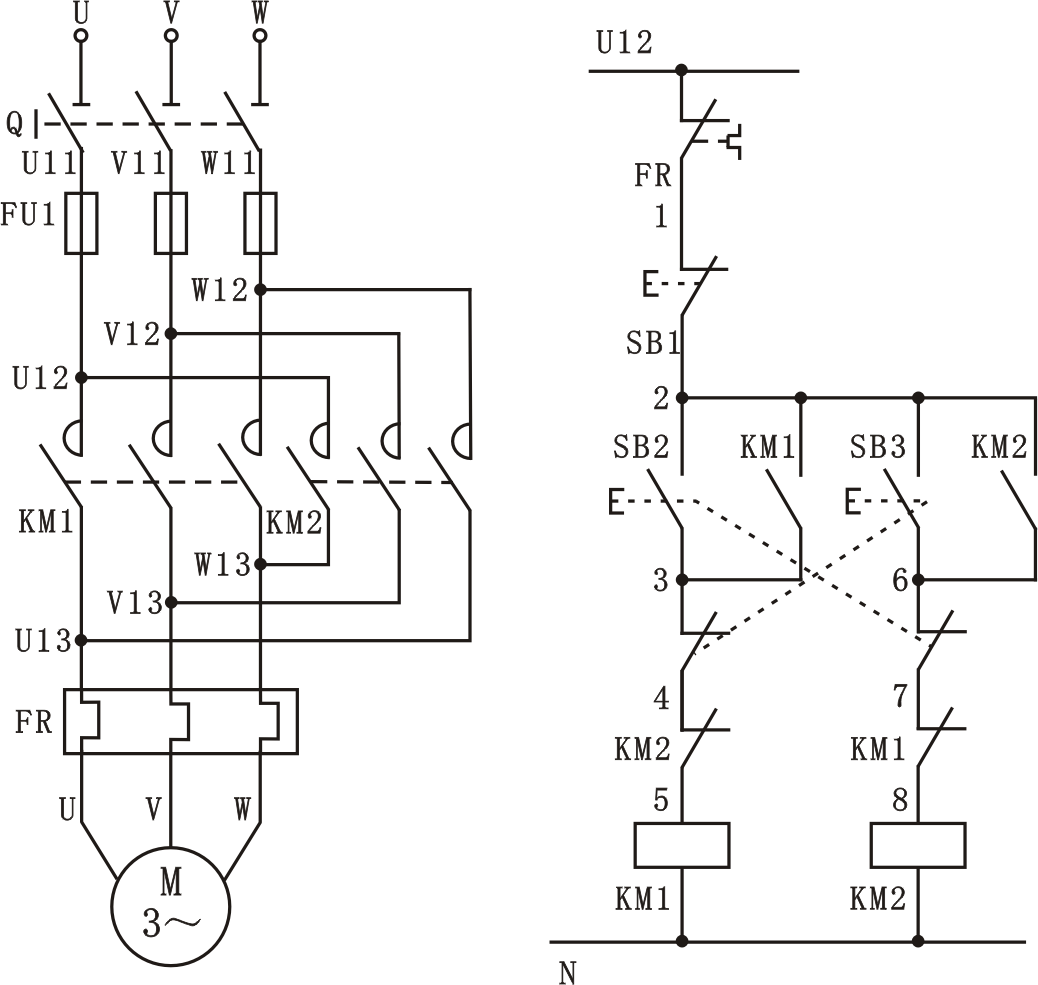 U V W
Q
U11 V11 W11
FU1
W12
V12
U12
KM1 KM2
W13
V13
U13
FR
U V W
M
3～
U12
FR
1
SB1
2
SB2 KM1 SB3 KM2
3 6
4 7
KM2 KM1
5 8
KM1 KM2
N